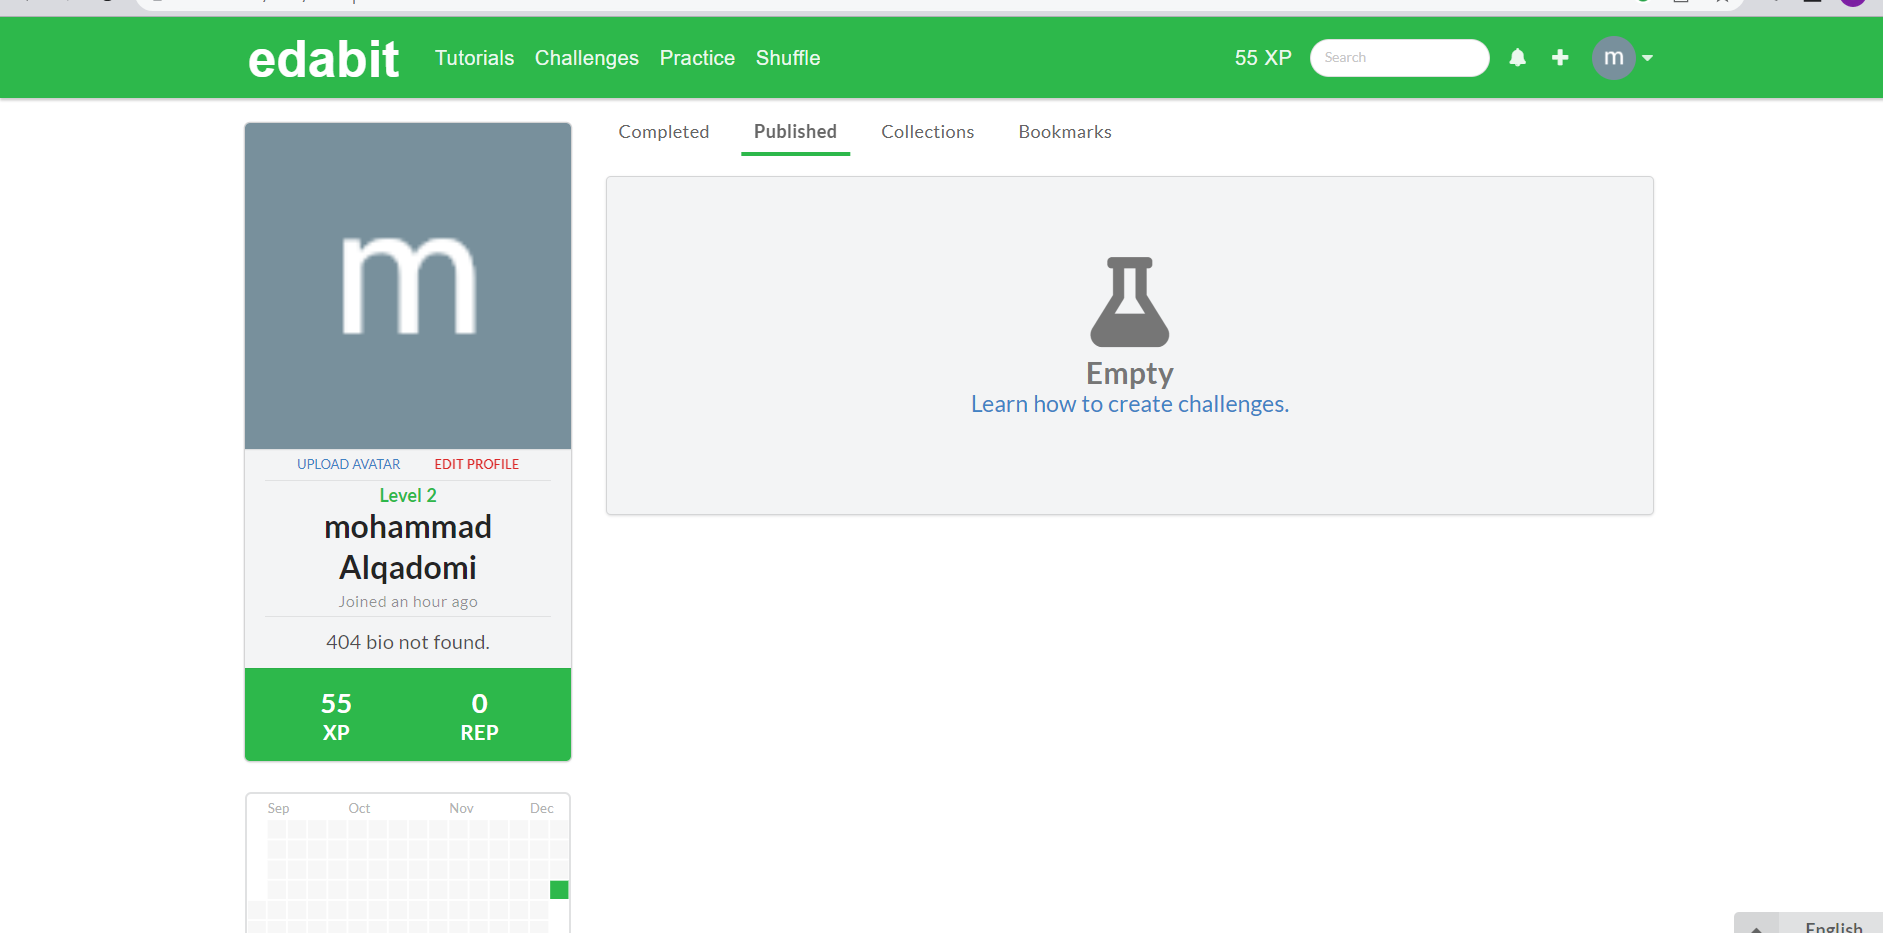 edabit Tutorials Challenges Practice Shuffle 55 XP Search m
Completed Published Collections Bookmarks
m
Empty
Learn how to create challenges.
UPLOAD AVATAR EDIT PROFILE
Level 2
mohammad
Alqadomi
Joined an hour ago
404 bio not found.
55 0
XP REP
Sep Oct Nov Dec
English